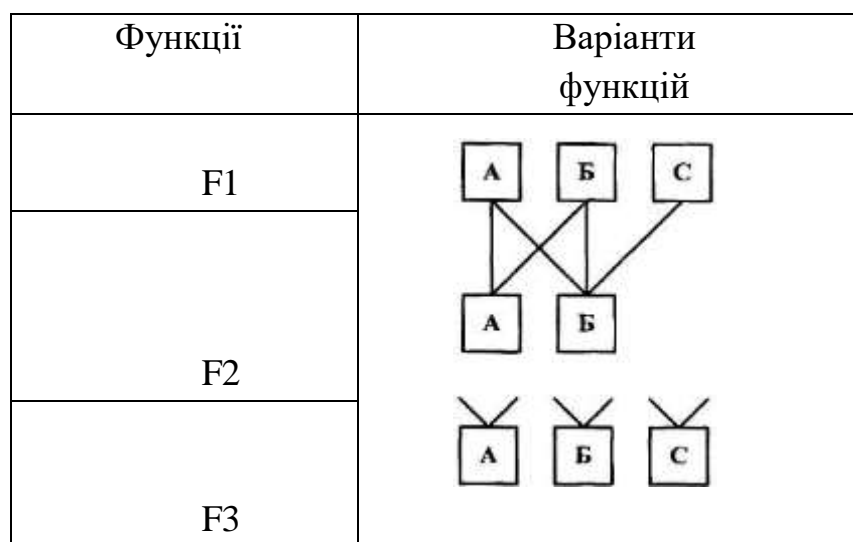 Функції Варіанти
функцій
F1
А Б С
А Б
F2
А Б С
F3